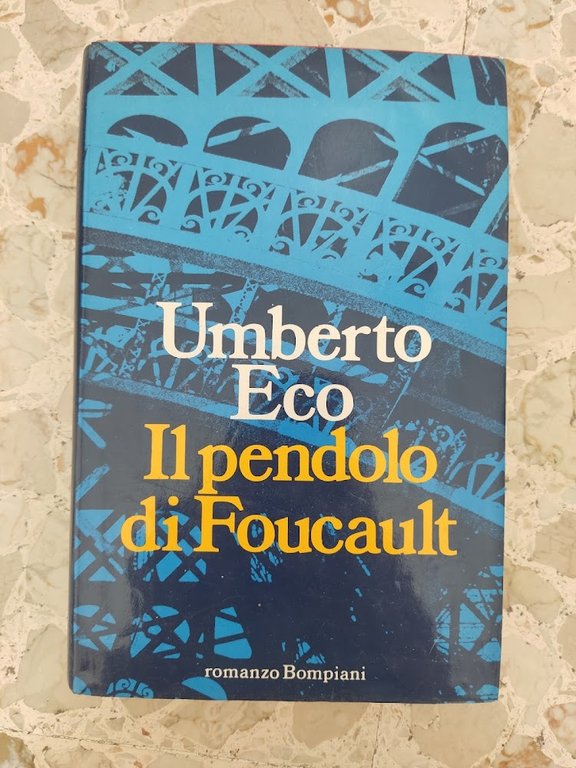 Umberto
Eco
Il pendolo
di Foucault
romanzo Bompiani